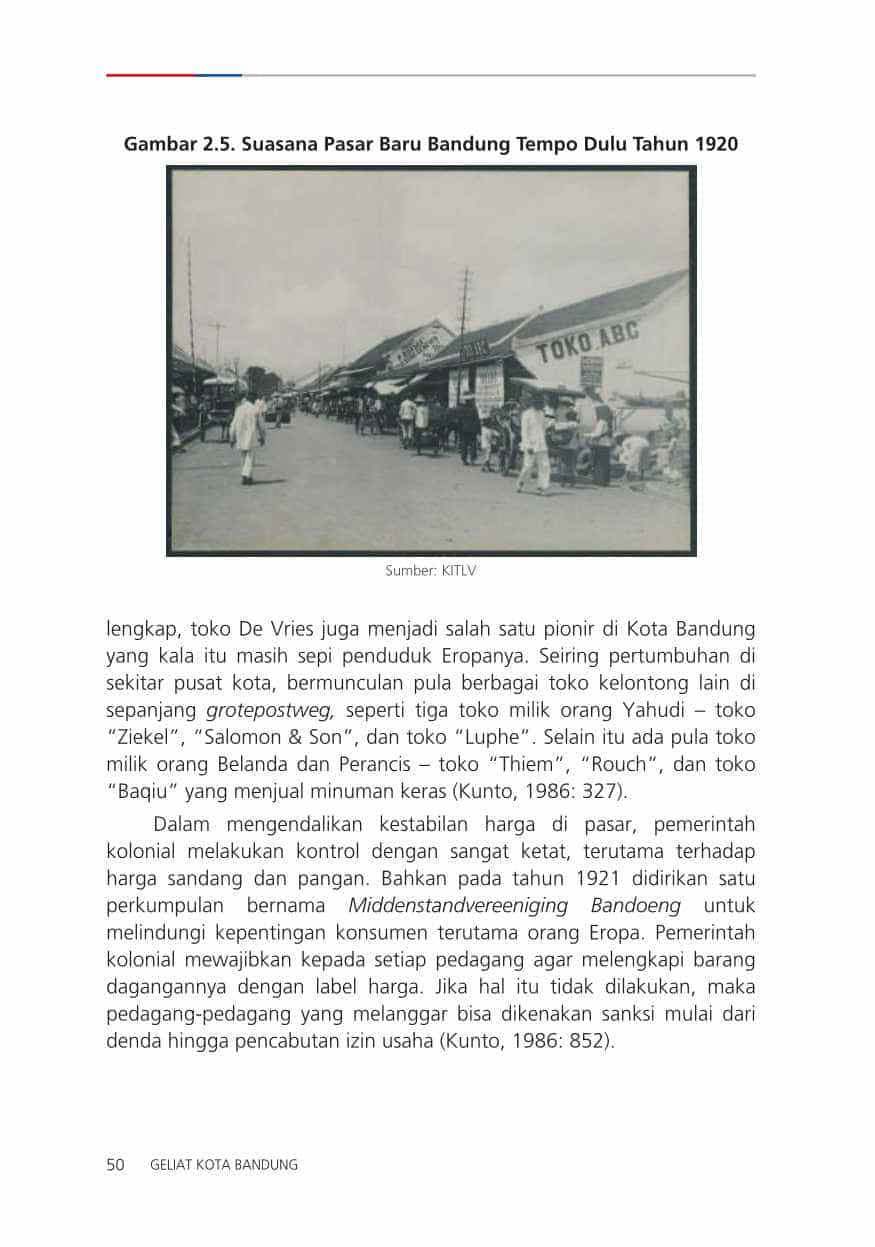 Gambar 2.5. Suasana Pasar Baru Bandung Tempo Dulu Tahun 1920
TOKO ABC
Sumber: KITLV
lengkap, toko De Vries juga menjadi salah satu pionir di Kota Bandung
yang kala itu masih sepi penduduk Eropanya. Seiring pertumbuhan di
sekitar pusat kota, bermunculan pula berbagai toko kelontong lain di
sepanjang grotepostweg, seperti tiga toko milik orang Yahudi – toko
“Ziekel”, “Salomon & Son”, dan toko “Luphe”. Selain itu ada pula toko
milik orang Belanda dan Perancis – toko “Thiem”, “Rouch”, dan toko
“Baqiu” yang menjual minuman keras (Kunto, 1986: 327).
Dalam mengendalikan kestabilan harga di pasar, pemerintah
kolonial melakukan kontrol dengan sangat ketat, terutama terhadap
harga sandang dan pangan. Bahkan pada tahun 1921 didirikan satu
perkumpulan bernama Middenstandvereeniging Bandoeng untuk
melindungi kepentingan konsumen terutama orang Eropa. Pemerintah
kolonial mewajibkan kepada setiap pedagang agar melengkapi barang
dagangannya dengan label harga. Jika hal itu tidak dilakukan, maka
pedagang-pedagang yang melanggar bisa dikenakan sanksi mulai dari
denda hingga pencabutan izin usaha (Kunto, 1986: 852).
50 GELIAT KOTA BANDUNG